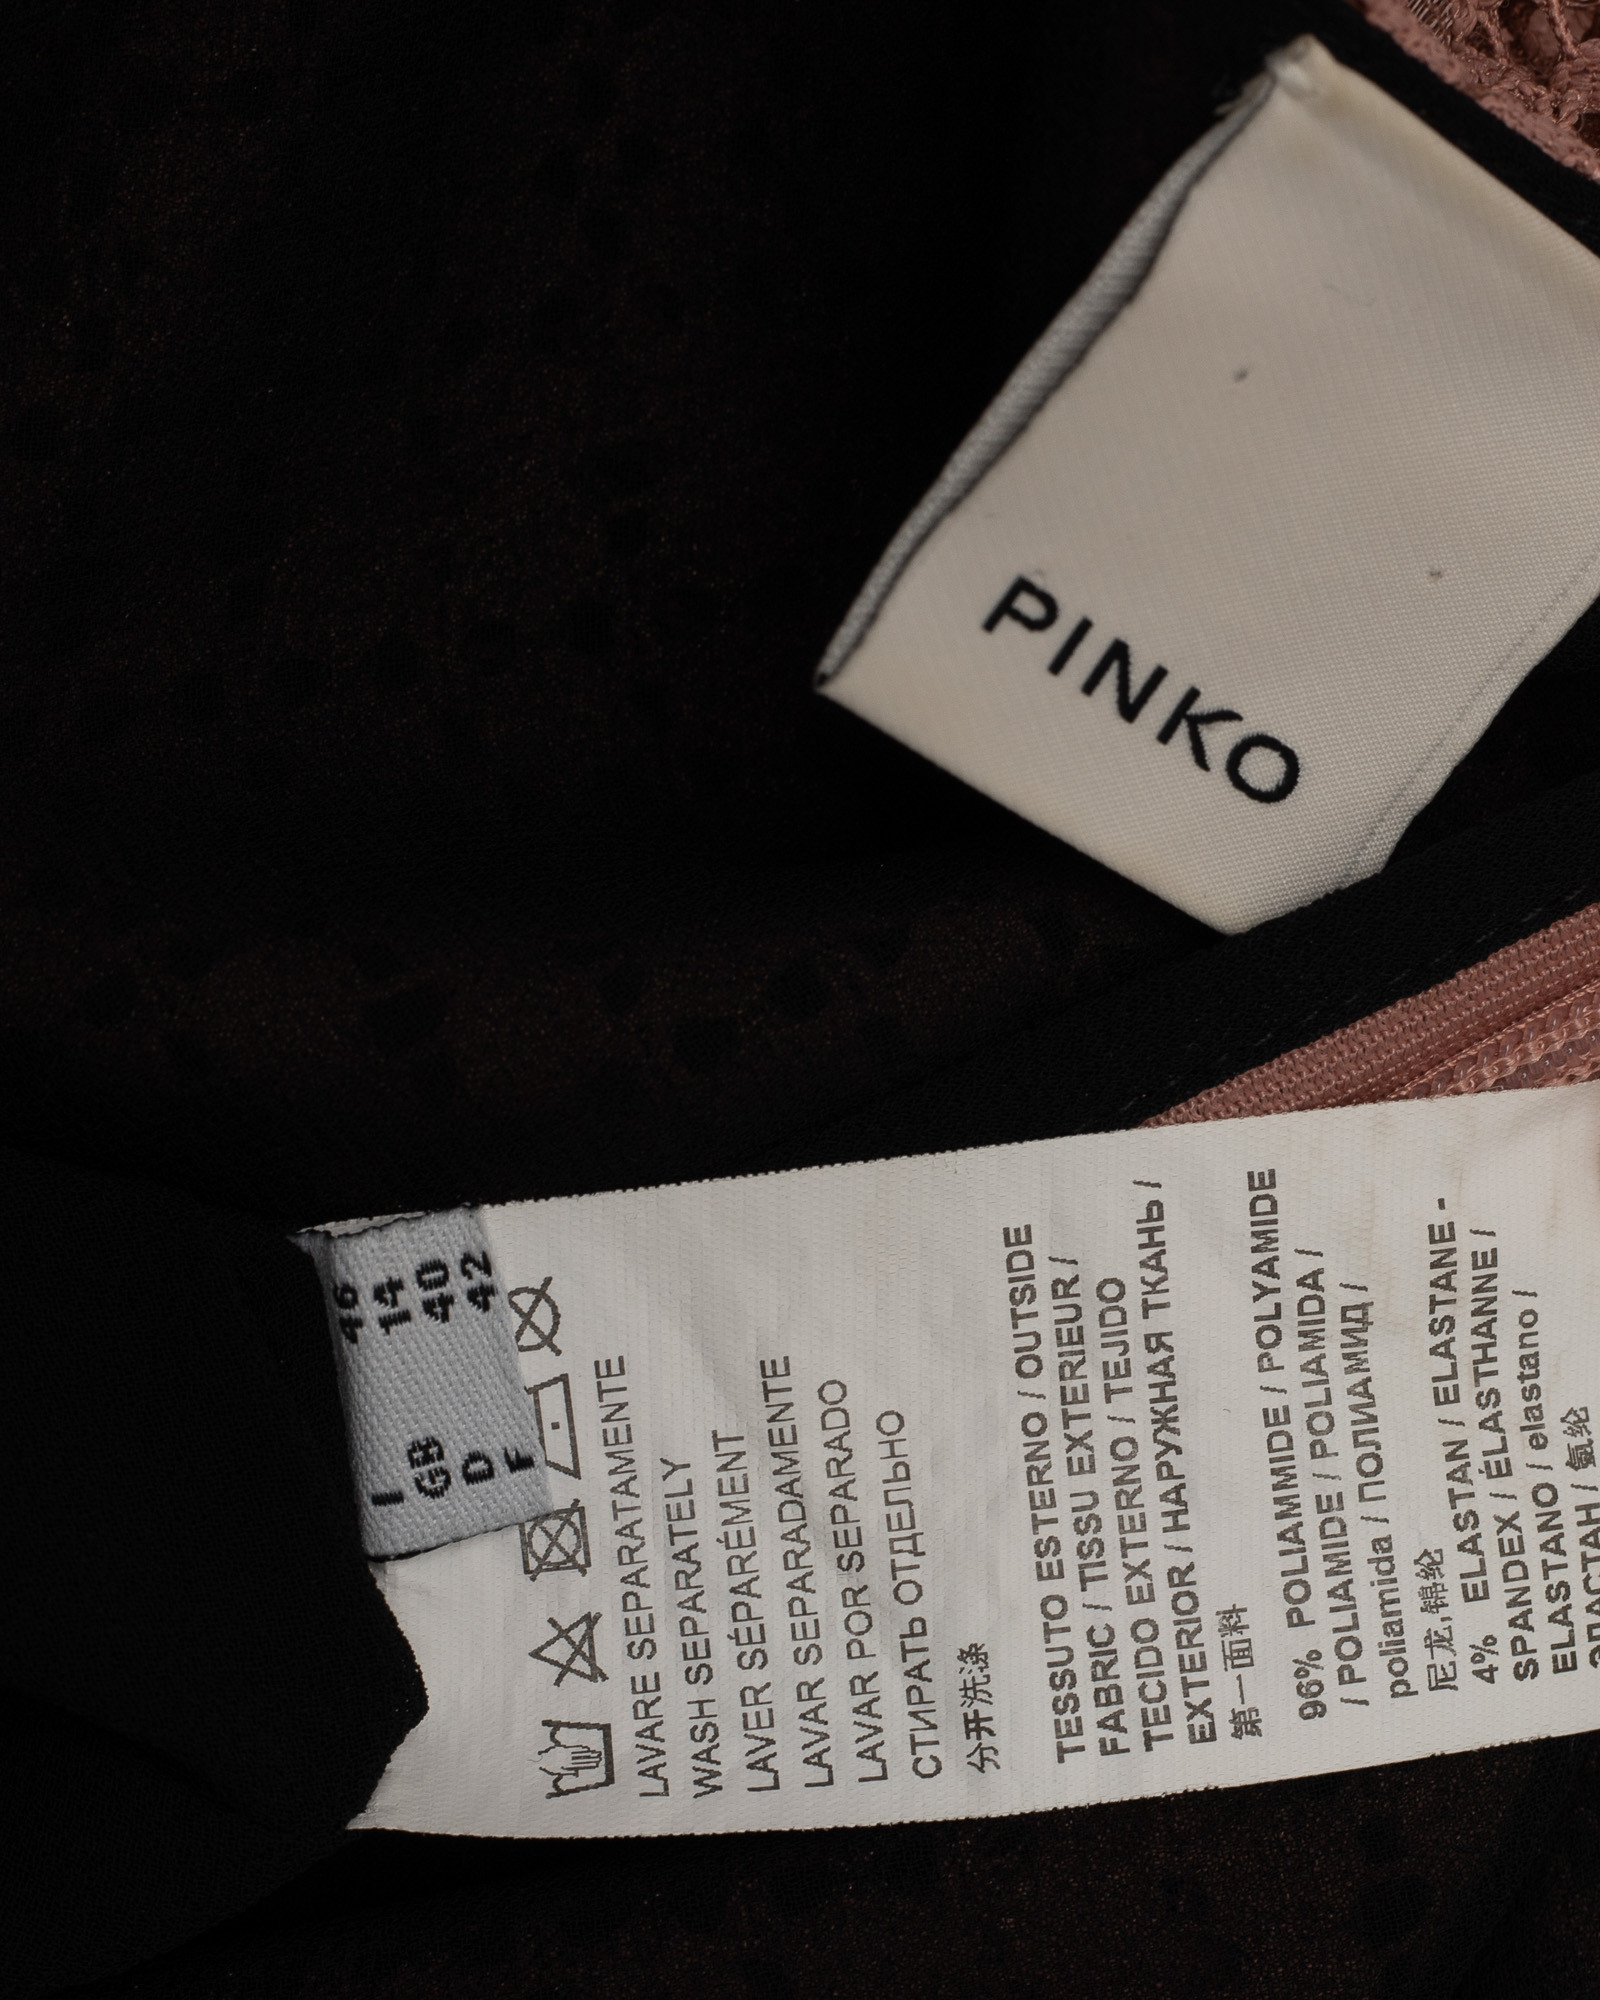 PINKO
I 46
GB 14
D 40
F 42
LAVARE SEPARATAMENTE
WASH SEPARATELY
LAVER SÉPARÉMENT
LAVAR SEPARADAMENTE
LAVAR POR SEPARADO
СТИРАТЬ ОТДЕЛЬНО
分开洗涤
TESSUTO ESTERNO / OUTSIDE
FABRIC / TISSU EXTERIEUR /
TECIDO EXTERNO / TEJIDO
EXTERIOR / НАРУЖНАЯ ТКАНЬ /
第一面料
96% POLIAMMIDE / POLYAMIDE
/ POLIAMIDE / POLIAMIDA /
poliamida / ПОЛИАМИД /
尼龙,锦纶
4% ELASTAN / ELASTANE -
SPANDEX / ÉLASTHANNE /
ELASTANO / elastano /
ЭЛАСТАН / 氨纶